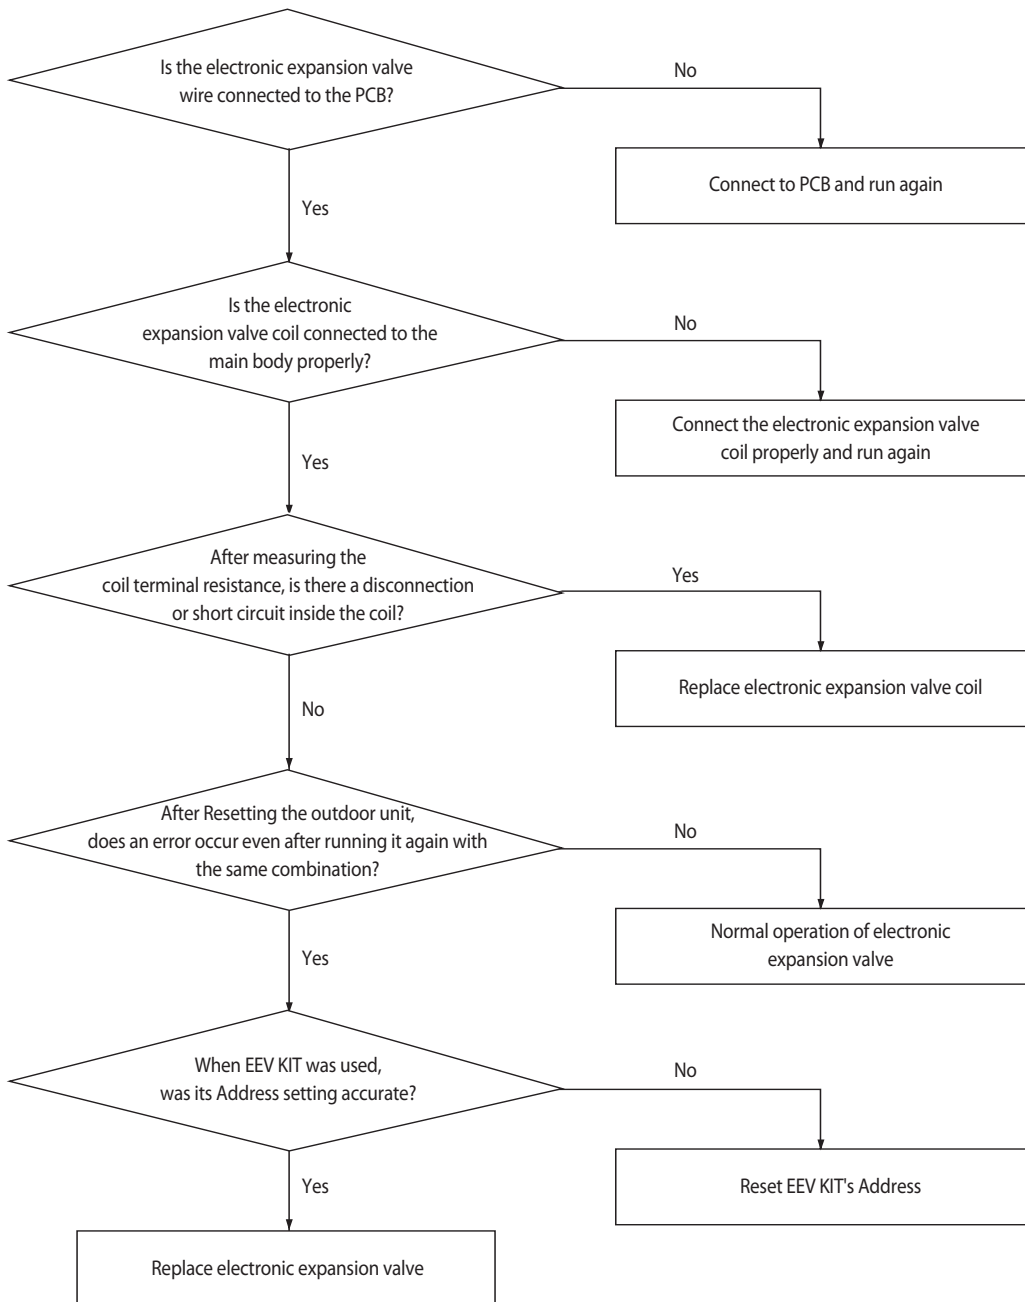 Is the electronic expansion valve
wire connected to the PCB?
No
Connect to PCB and run again
Yes
Is the electronic
expansion valve coil connected to the
main body properly?
No
Connect the electronic expansion valve
coil properly and run again
Yes
After measuring the
coil terminal resistance, is there a disconnection
or short circuit inside the coil?
Yes
Replace electronic expansion valve coil
No
After Resetting the outdoor unit,
does an error occur even after running it again with
the same combination?
No
Normal operation of electronic
expansion valve
Yes
When EEV KIT was used,
was its Address setting accurate?
No
Reset EEV KIT's Address
Yes
Replace electronic expansion valve